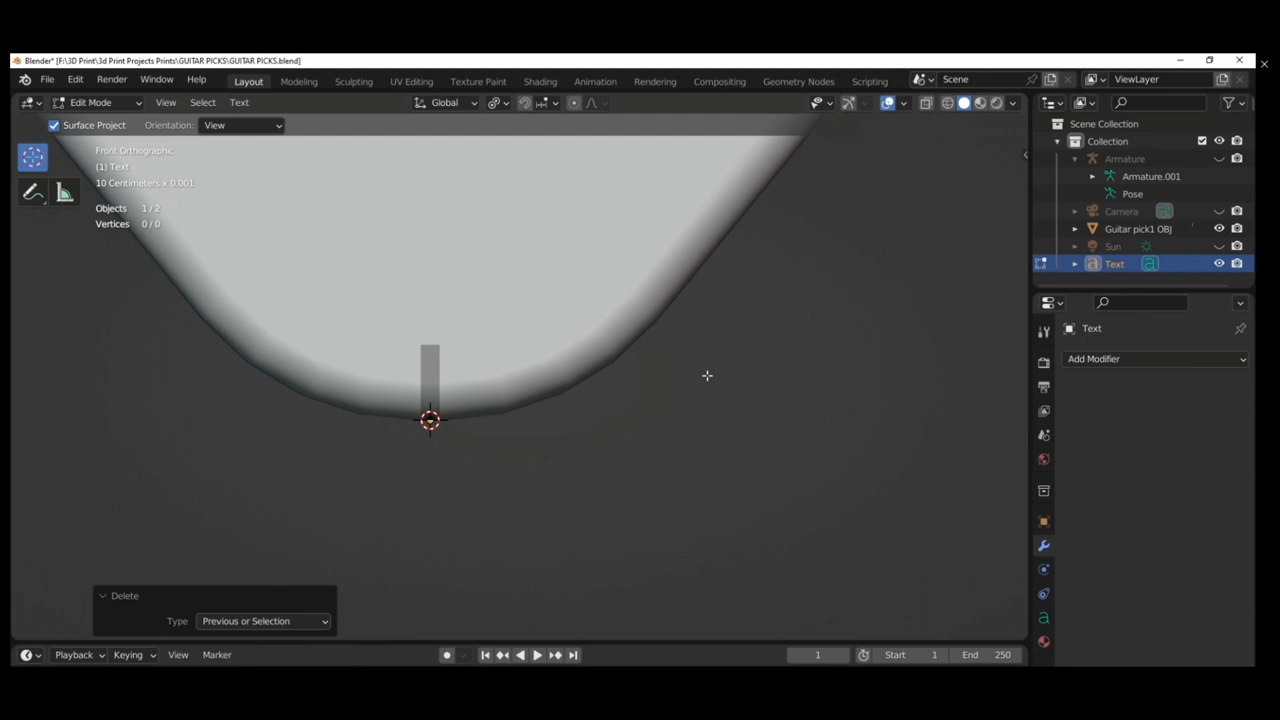 Blender* [F:\3D Print\3d Print Projects Prints\GUITAR PICKS\GUITAR PICKS.blend]
File Edit Render Window Help Layout Modeling Sculpting UV Editing Texture Paint Shading Animation Rendering Compositing Geometry Nodes Scripting Scene ViewLayer
Edit Mode View Select Text Global
Surface Project Orientation: View
Front Orthographic
(1) Text
10 Centimeters x 0.001
Objects 1/2
Vertices 0/0
Scene Collection
Collection
Armature
Armature.001
Pose
Camera
Guitar pick1 OBJ
Sun
Text
Text
Add Modifier
Delete
Type Previous or Selection
Playback Keying View Marker 1 Start 1 End 250